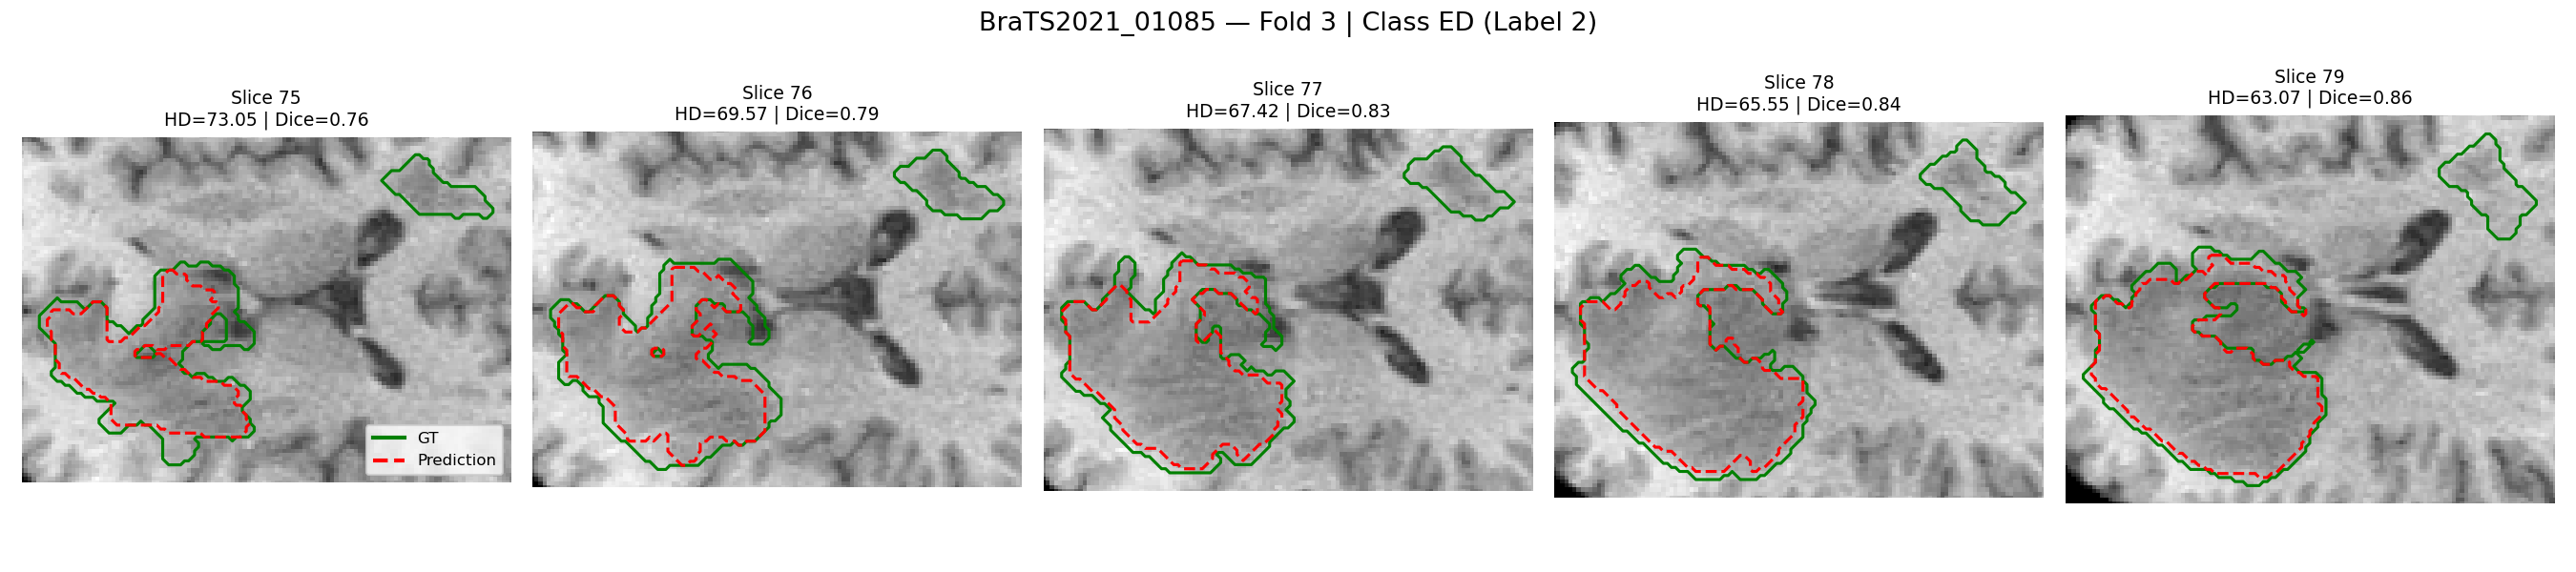 BraTS2021_01085 — Fold 3 | Class ED (Label 2)
Slice 75
HD=73.05 | Dice=0.76
Slice 76
HD=69.57 | Dice=0.79
Slice 77
HD=67.42 | Dice=0.83
Slice 78
HD=65.55 | Dice=0.84
Slice 79
HD=63.07 | Dice=0.86
GT
Prediction